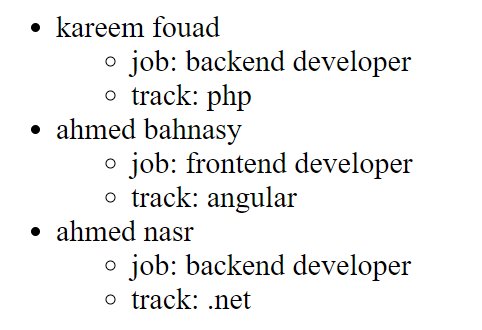 kareem fouad
job: backend developer
track: php
ahmed bahnasy
job: frontend developer
track: angular
ahmed nasr
job: backend developer
track: .net